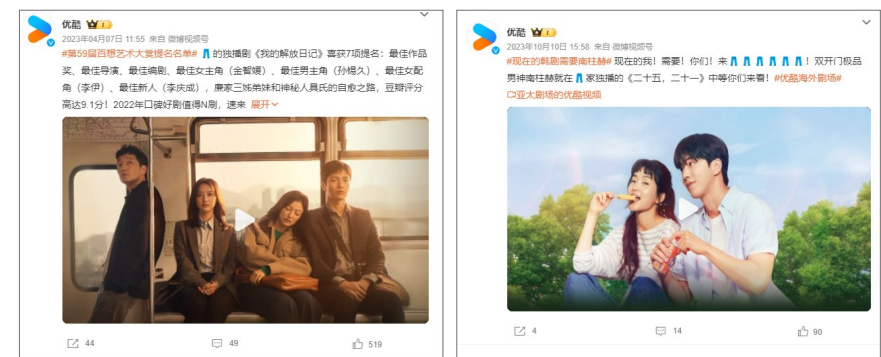 优酷
2023年04月07日 11:55 来自 微博视频号
#第59届百想艺术大赏提名名单# 👖的独播剧《我的解放日记》喜获7项提名：最佳作品
奖、最佳导演、最佳编剧、最佳女主角（金智媛）、最佳男主角（孙锡久）、最佳女配
角（李伊）、最佳新人（李庆成），廉家三姊弟妹和神秘人具氏的自愈之路，豆瓣评分
高达9.1分！2022年口碑好剧值得N刷，速来 展开
44
49
519
优酷
2023年10月10日 15:58 来自 微博视频号
#现在的韩剧需要南柱赫# 现在的我！需要！你们！来👖👖👖👖👖👖！双开门极品
男神南柱赫就在👖家独播的《二十五，二十一》中等你们来看！#优酷海外剧场#
亚太剧场的优酷视频
4
14
90